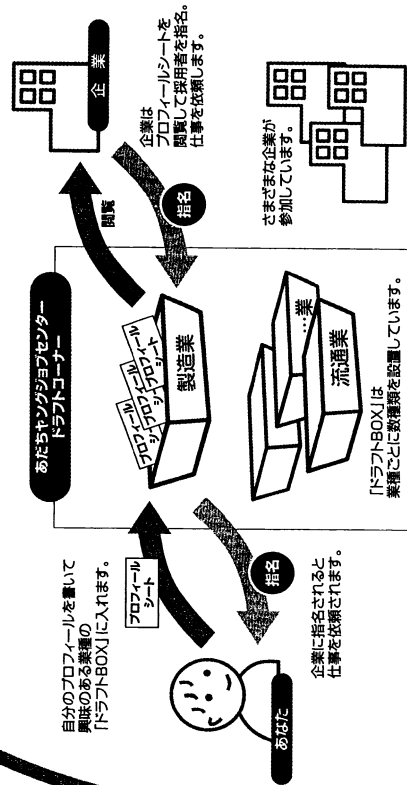 あだちヤングジョブセンター
ドラフトコーナー
自分のプロフィールを書いて
興味のある業種の
「ドラフトBOX」に入れます。
プロフィール
シート
あなた
指名
企業に指名されると
仕事を依頼されます。
プロフィール
シート
プロフィール
シート
プロフィール
シート
製造業
…業
流通業
「ドラフトBOX」は
業種ごとに数種類を設置しています。
閲覧
指名
企業
企業は
プロフィールシートを
閲覧して採用者を指名。
仕事を依頼します。
さまざまな企業が
参加しています。